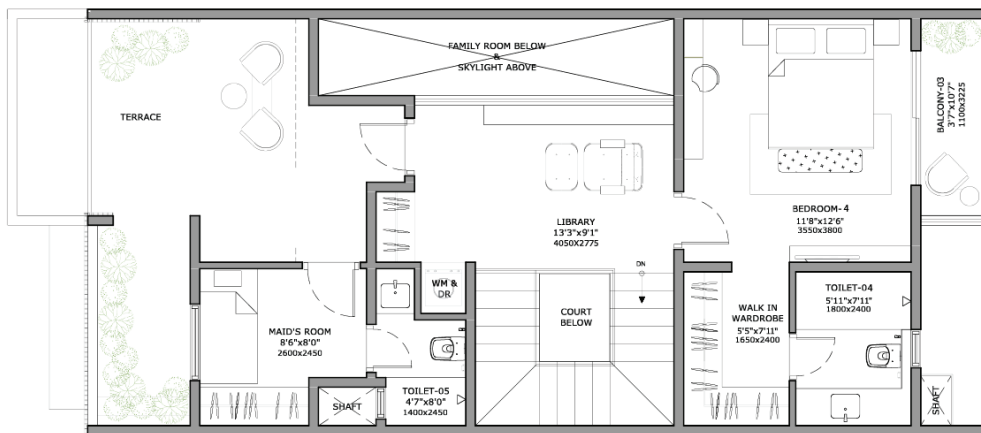 FAMILY ROOM BELOW
&
SKYLIGHT ABOVE
TERRACE
BALCONY-03
3'7"x10'7"
1100x3225
LIBRARY
13'3"x9'1"
4050X2775
BEDROOM- 4
11'8"x12'6"
3550x3800
DN
WM &
DR
COURT
BELOW
MAID'S ROOM
8'6"x8'0"
2600x2450
TOILET-05
4'7"x8'0"
1400x2450
SHAFT
WALK IN
WARDROBE
5'5"x7'11"
1650x2400
TOILET-04
5'11"x7'11"
1800x2400
SHAFT